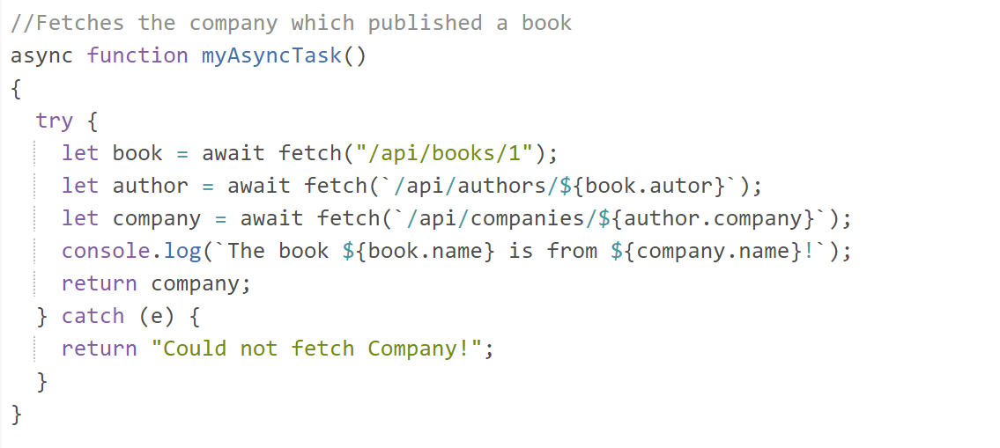 //Fetches the company which published a book
async function myAsyncTask()
{
  try {
    let book = await fetch("/api/books/1");
    let author = await fetch(`/api/authors/${book.autor}`);
    let company = await fetch(`/api/companies/${author.company}`);
    console.log(`The book ${book.name} is from ${company.name}!`);
    return company;
  } catch (e) {
    return "Could not fetch Company!";
  }
}